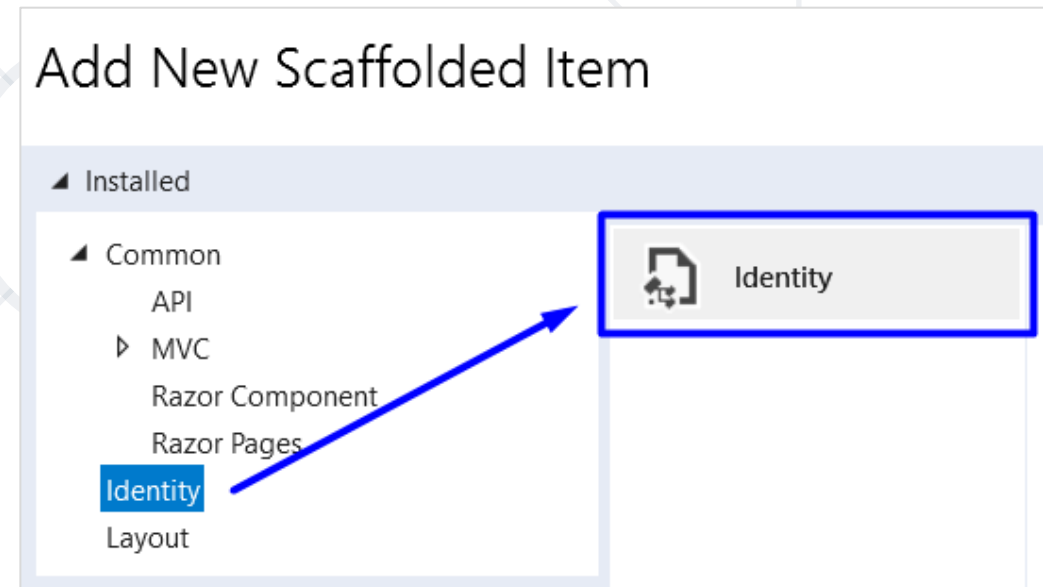 Add New Scaffolded Item
Installed
Common
API
MVC
Razor Component
Razor Pages
Identity
Layout
Identity